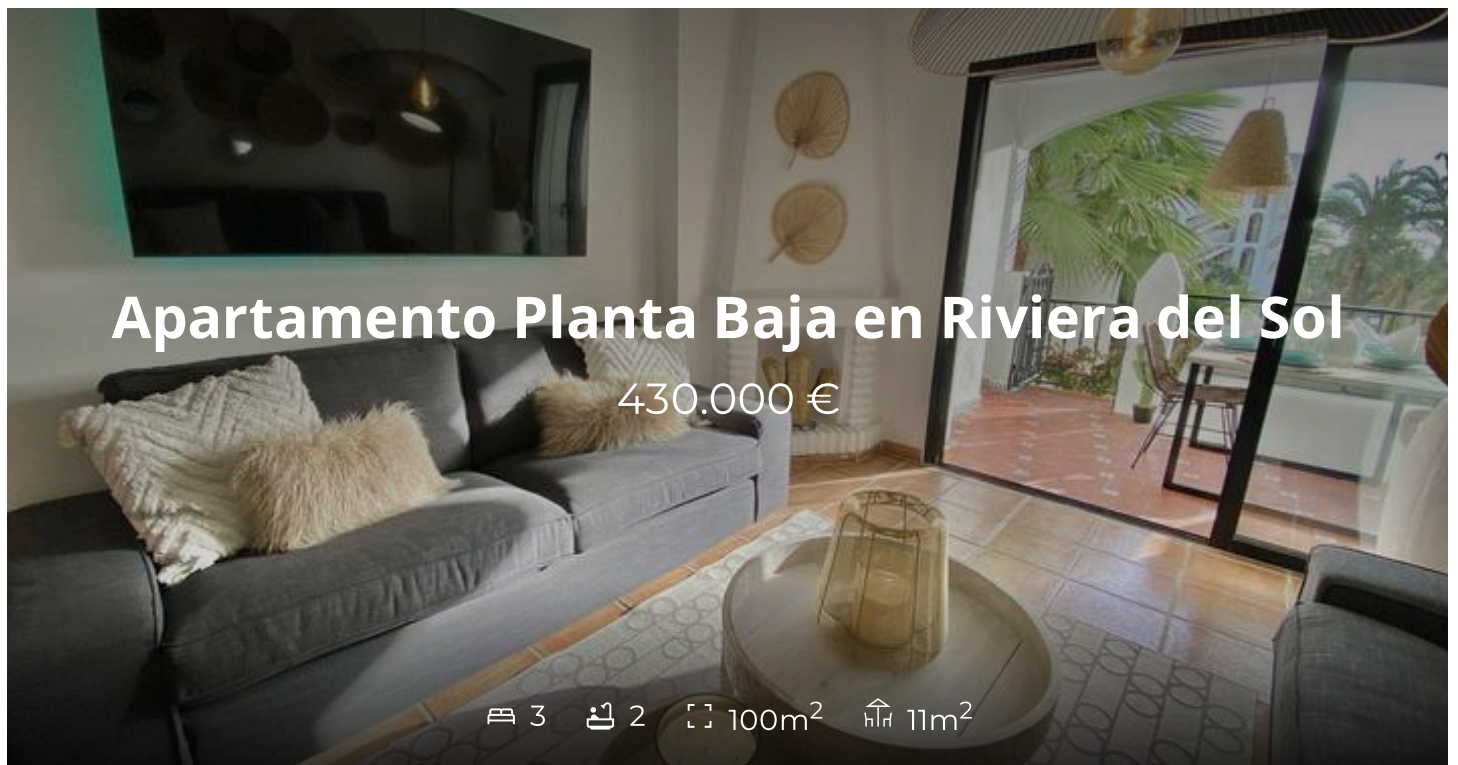 Apartamento Planta Baja en Riviera del Sol
430.000 €
3 2 100m² 11m²